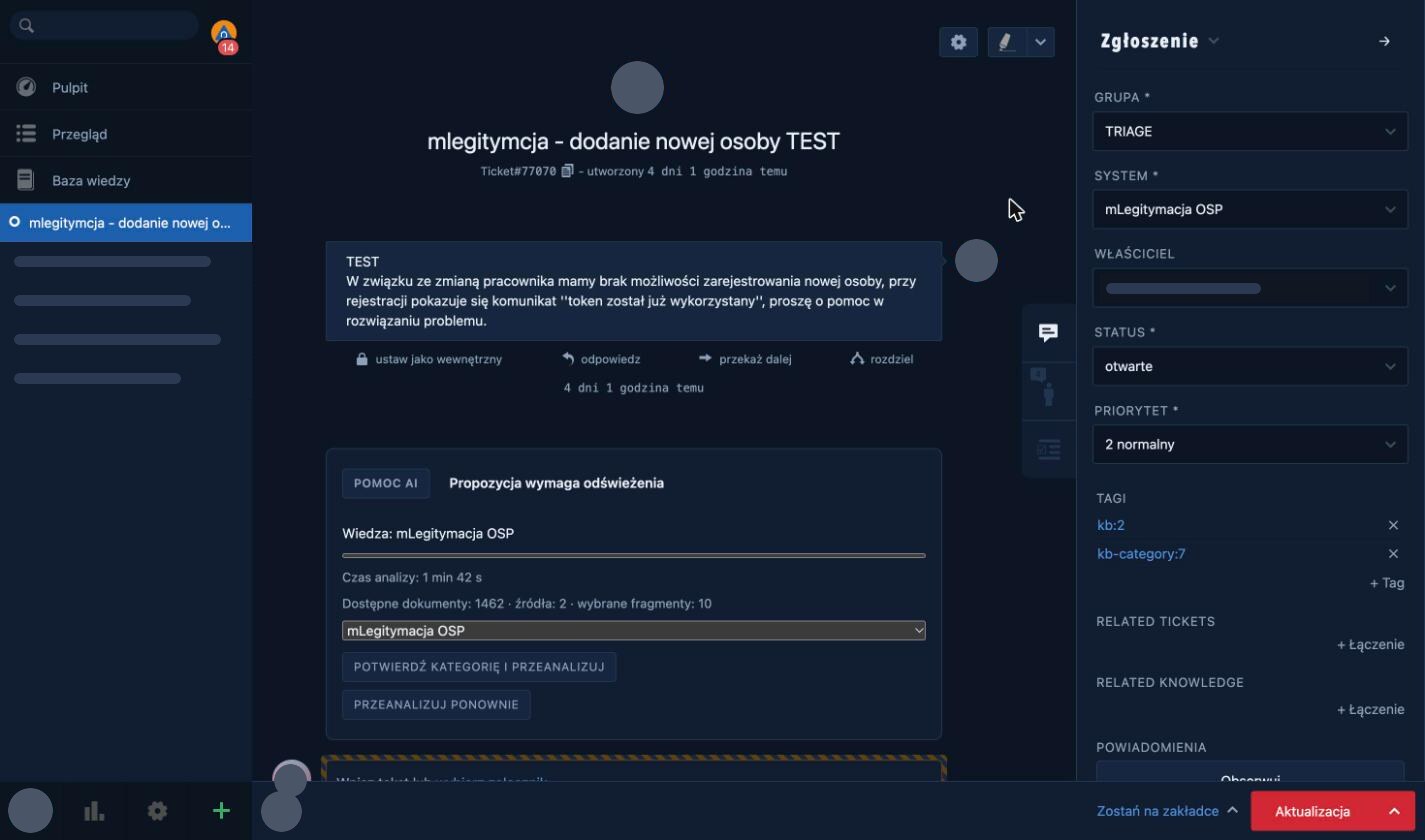 14
Pulpit
Przegląd
Baza wiedzy
mlegitymcja - dodanie nowej o...
mlegitymcja - dodanie nowej osoby TEST
Ticket#77070 - utworzony 4 dni 1 godzina temu
TEST
W związku ze zmianą pracownika mamy brak możliwości zarejestrowania nowej osoby, przy
rejestracji pokazuje się komunikat ''token został już wykorzystany'', proszę o pomoc w
rozwiązaniu problemu.
ustaw jako wewnętrzny odpowiedz przekaż dalej rozdziel
4 dni 1 godzina temu
POMOC AI Propozycja wymaga odświeżenia
Wiedza: mLegitymacja OSP
Czas analizy: 1 min 42 s
Dostępne dokumenty: 1462 · źródła: 2 · wybrane fragmenty: 10
mLegitymacja OSP
POTWIERDŹ KATEGORIĘ I PRZEANALIZUJ
PRZEANALIZUJ PONOWNIE
Zgłoszenie
GRUPA *
TRIAGE
SYSTEM *
mLegitymacja OSP
WŁAŚCICIEL
STATUS *
otwarte
PRIORYTET *
2 normalny
TAGI
kb:2
kb-category:7
+ Tag
RELATED TICKETS
+ Łączenie
RELATED KNOWLEDGE
+ Łączenie
POWIADOMIENIA
Obserwuj
Zostań na zakładce
Aktualizacja